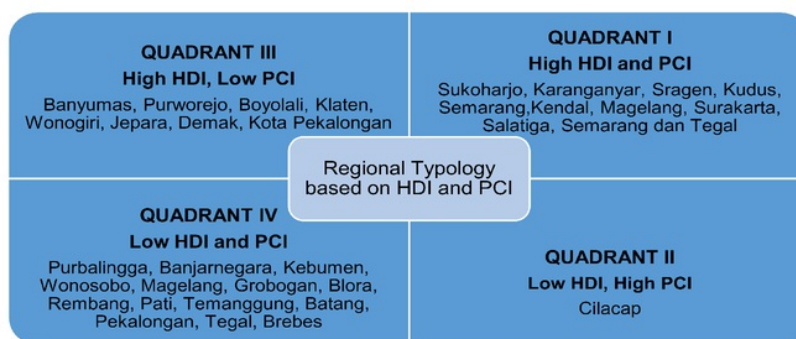 QUADRANT III
High HDI, Low PCI
Banyumas, Purworejo, Boyolali, Klaten,
Wonogiri, Jepara, Demak, Kota Pekalongan
QUADRANT I
High HDI and PCI
Sukoharjo, Karanganyar, Sragen, Kudus,
Semarang,Kendal, Magelang, Surakarta,
Salatiga, Semarang dan Tegal
Regional Typology
based on HDI and PCI
QUADRANT IV
Low HDI and PCI
Purbalingga, Banjarnegara, Kebumen,
Wonosobo, Magelang, Grobogan, Blora,
Rembang, Pati, Temanggung, Batang,
Pekalongan, Tegal, Brebes
QUADRANT II
Low HDI, High PCI
Cilacap